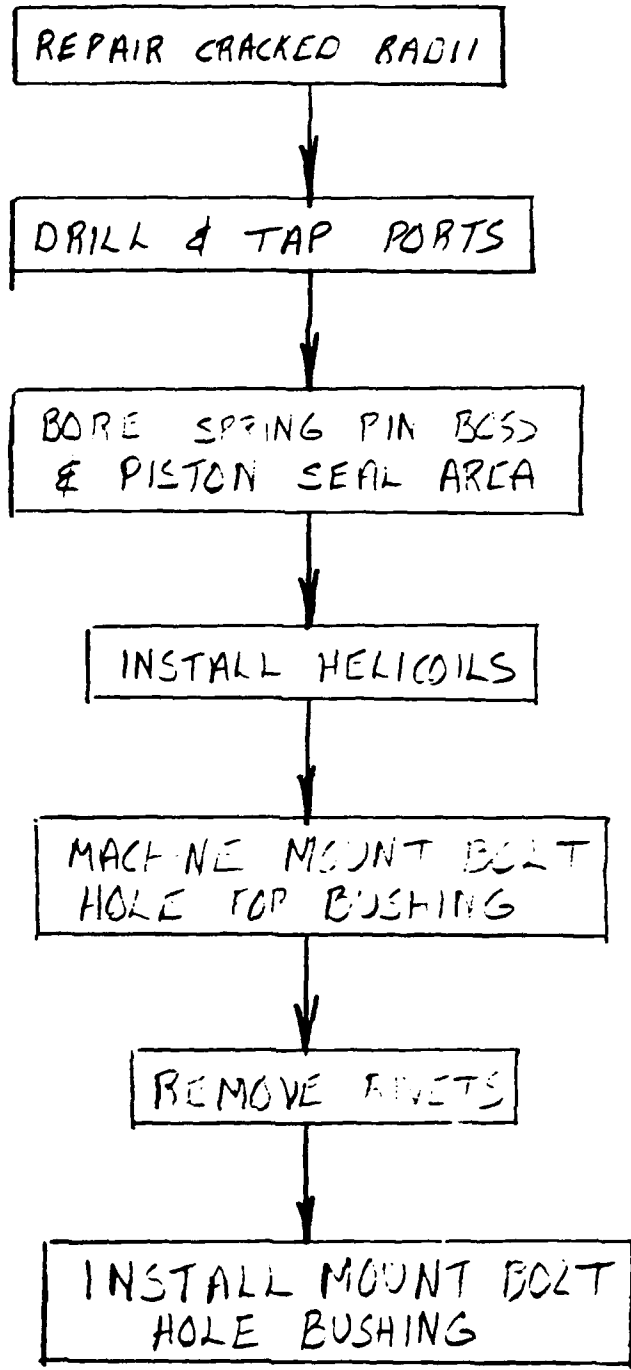 REPAIR CRACKED RADII
DRILL & TAP PORTS
BORE SPRING PIN BOSS
& PISTON SEAL AREA
INSTALL HELICOILS
MACHINE MOUNT BOLT
HOLE FOR BUSHING
REMOVE RIVETS
INSTALL MOUNT BOLT
HOLE BUSHING